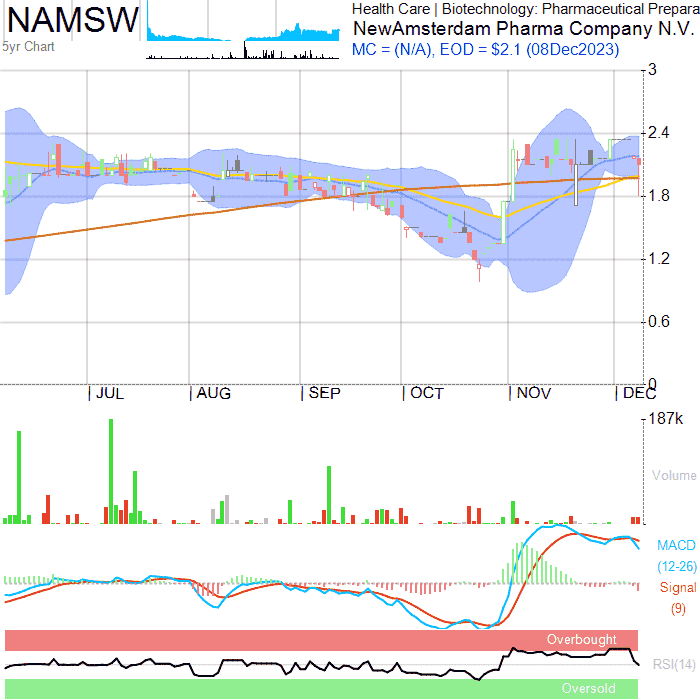 NAMSW
5yr Chart
Health Care | Biotechnology: Pharmaceutical Prepara
NewAmsterdam Pharma Company N.V.
MC = (N/A), EOD = $2.1 (08Dec2023)
3
2.4
1.8
1.2
0.6
0
JUL AUG SEP OCT NOV DEC
187k
Volume
MACD
(12-26)
Signal
(9)
Overbought
RSI(14)
Oversold